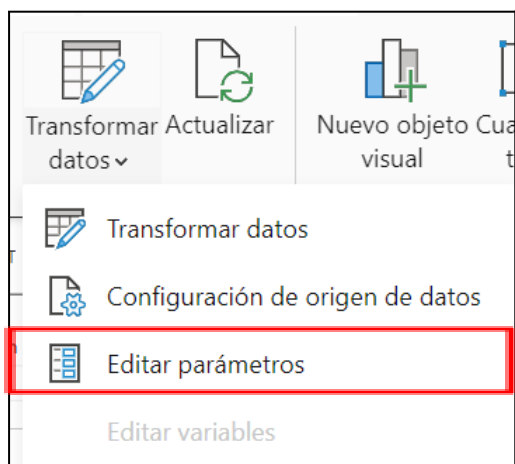 Transformar Actualizar Nuevo objeto
datos visual
Transformar datos
Configuración de origen de datos
Editar parámetros
Editar variables